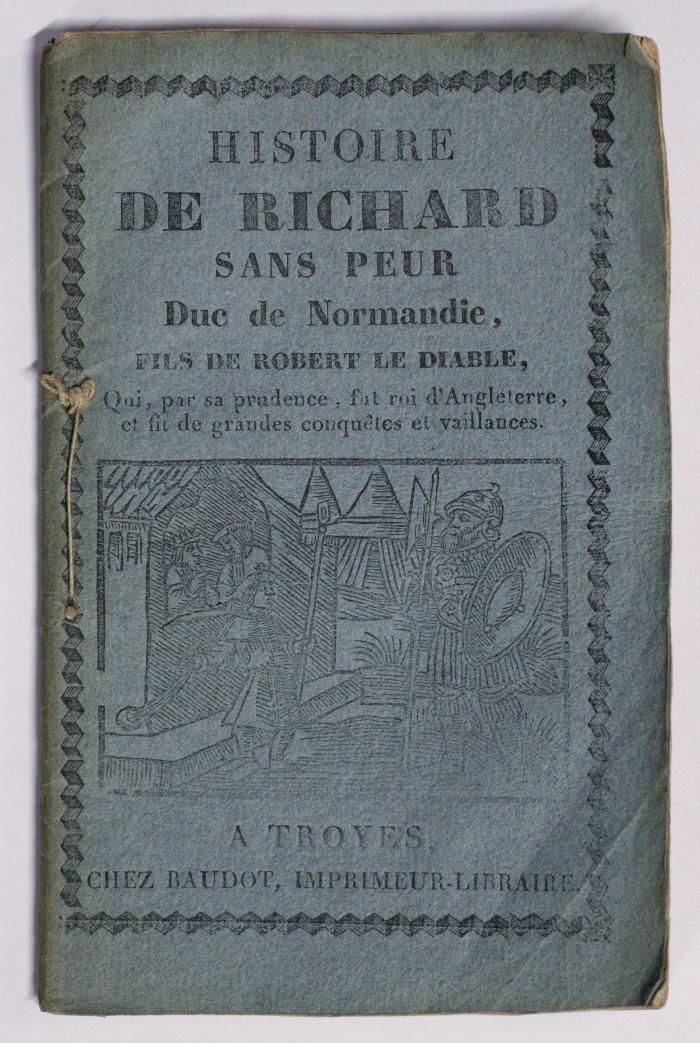 HISTOIRE
DE RICHARD
SANS PEUR
Duc de Normandie,
FILS DE ROBERT LE DIABLE,
Qui, par sa prudence, fut roi d'Angleterre,
et fit de grandes conquêtes et vaillances.
A TROYES,
CHEZ BAUDOT, IMPRIMEUR-LIBRAIRE.